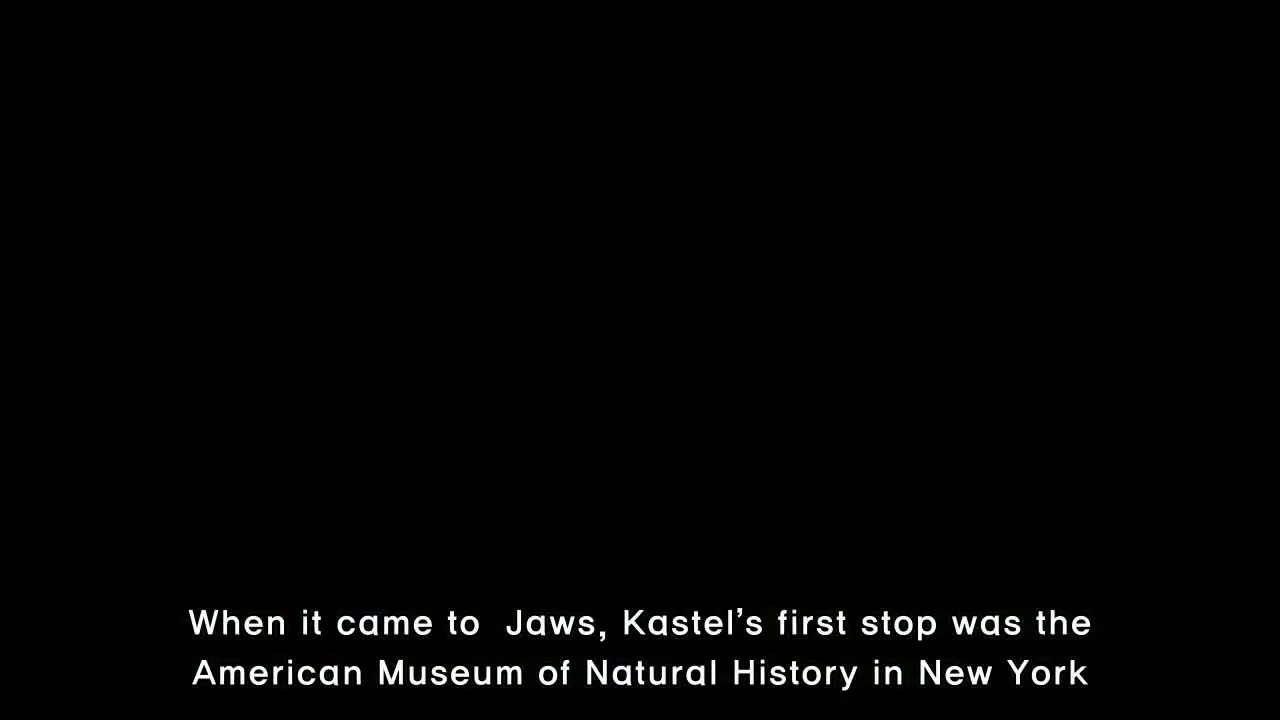 When it came to  Jaws, Kastel’s first stop was the
American Museum of Natural History in New York